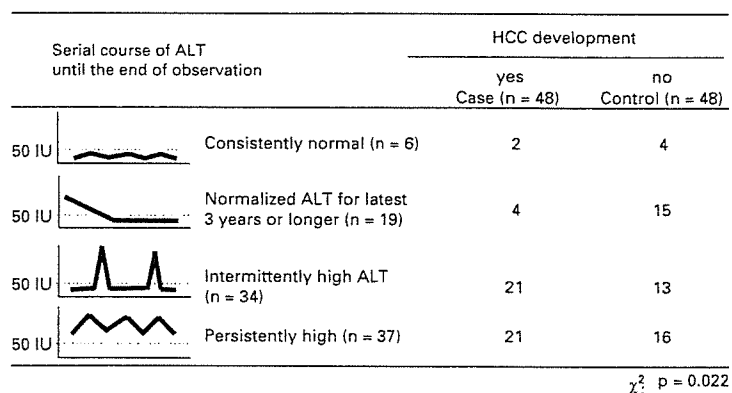 Serial course of ALT
until the end of observation
HCC development
yes
Case (n = 48)
no
Control (n = 48)
50 IU
Consistently normal (n = 6)
2
4
50 IU
Normalized ALT for latest
3 years or longer (n = 19)
4
15
50 IU
Intermittently high ALT
(n = 34)
21
13
50 IU
Persistently high (n = 37)
21
16
χ² p = 0.022